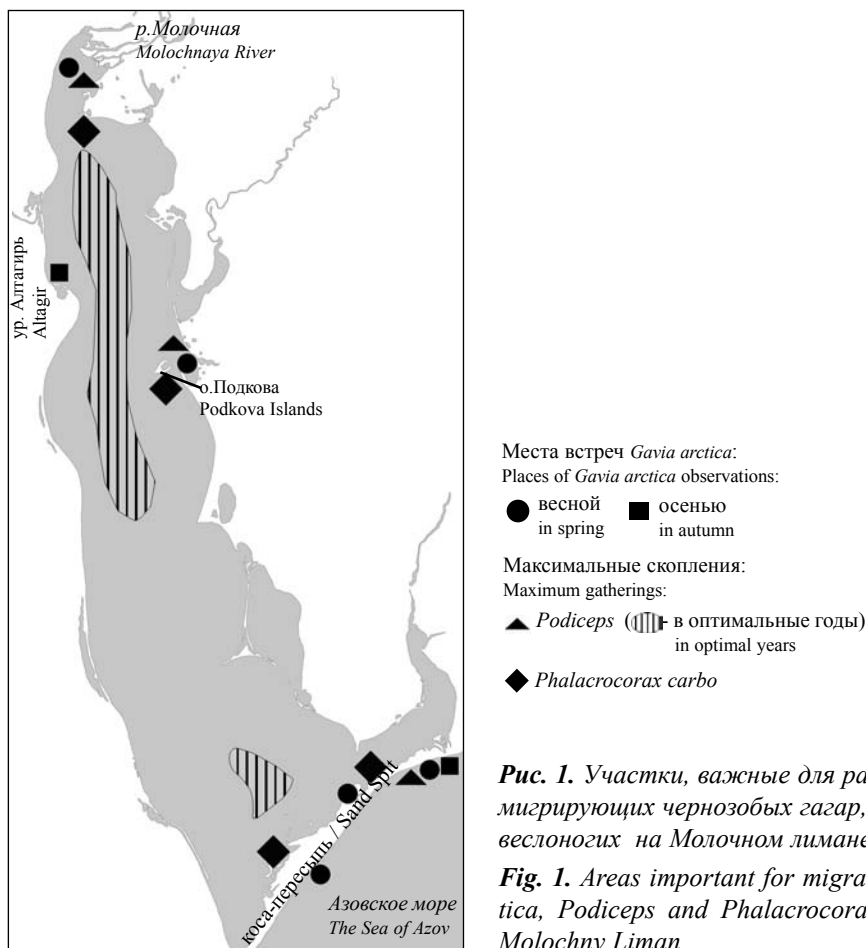 р.Молочная
Molochnaya River
ур. Алтагирь
Altagir
о.Подкова
Podkova Islands
коса-пересыпь / Sand Spit
Азовское море
The Sea of Azov
Места встреч Gavia arctica:
Places of Gavia arctica observations:
весной осенью
in spring in autumn
Максимальные скопления:
Maximum gatherings:
Podiceps ( - в оптимальные годы)
in optimal years
Phalacrocorax carbo
Рис. 1. Участки, важные для ра
мигрирующих чернозобых гагар,
веслоногих на Молочном лимане
Fig. 1. Areas important for migra
tica, Podiceps and Phalacrocora
Molochny Liman